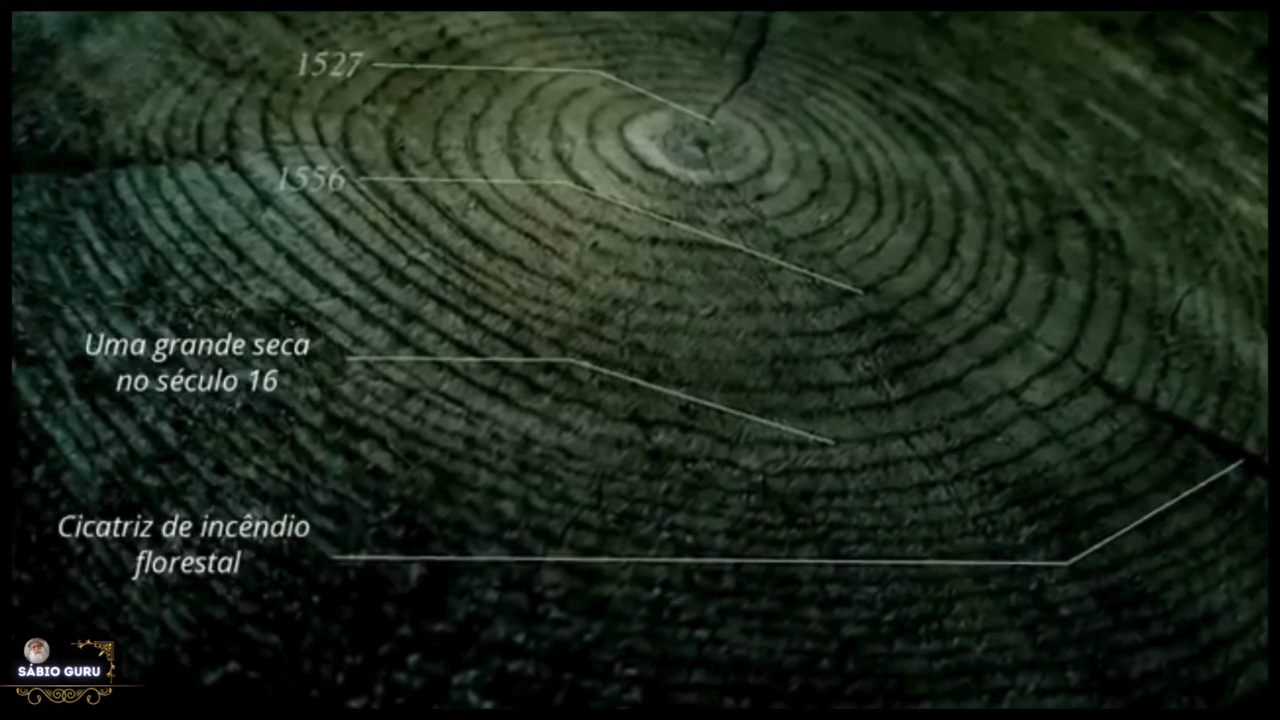 1527
1556
Uma grande seca
no século 16
Cicatriz de incêndio
florestal
SÁBIO GURU